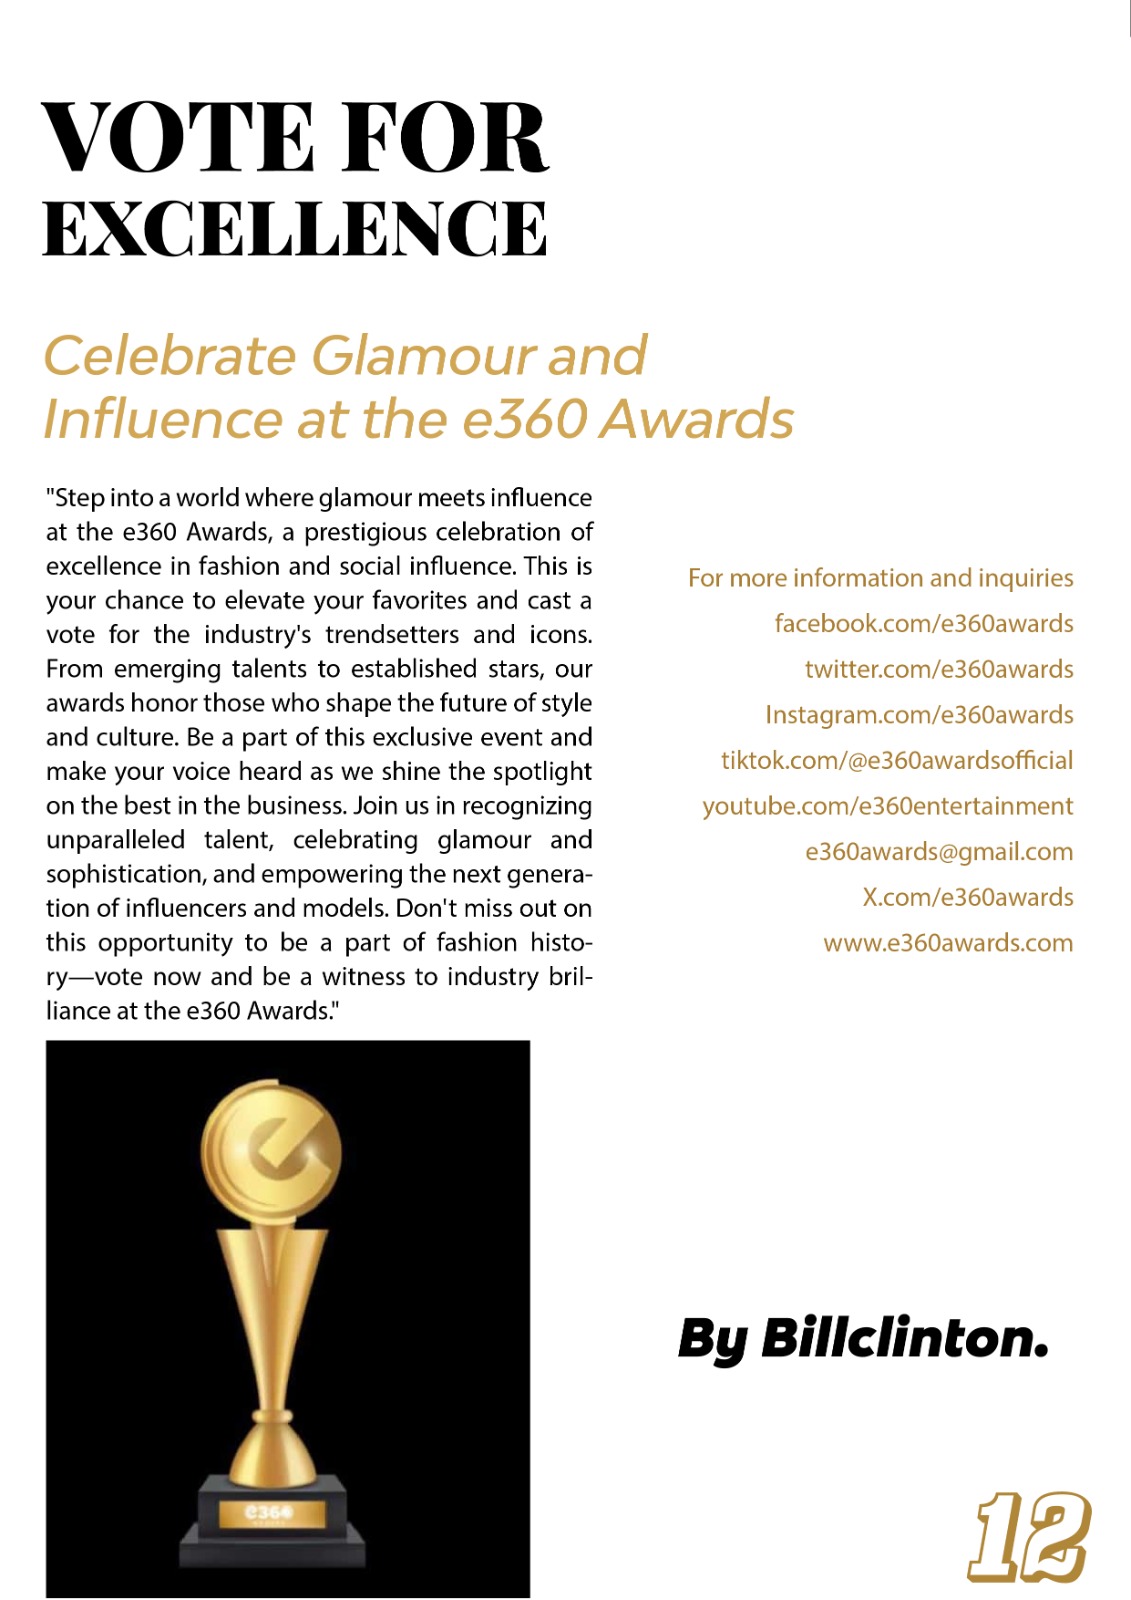 VOTE FOR
EXCELLENCE
Celebrate Glamour and
Influence at the e360 Awards
"Step into a world where glamour meets influence
at the e360 Awards, a prestigious celebration of
excellence in fashion and social influence. This is
your chance to elevate your favorites and cast a
vote for the industry's trendsetters and icons.
From emerging talents to established stars, our
awards honor those who shape the future of style
and culture. Be a part of this exclusive event and
make your voice heard as we shine the spotlight
on the best in the business. Join us in recognizing
unparalleled talent, celebrating glamour and
sophistication, and empowering the next genera-
tion of influencers and models. Don't miss out on
this opportunity to be a part of fashion histo-
ry—vote now and be a witness to industry bril-
liance at the e360 Awards."
For more information and inquiries
facebook.com/e360awards
twitter.com/e360awards
Instagram.com/e360awards
tiktok.com/@e360awardsofficial
youtube.com/e360entertainment
e360awards@gmail.com
X.com/e360awards
www.e360awards.com
e360
By Billclinton.
12